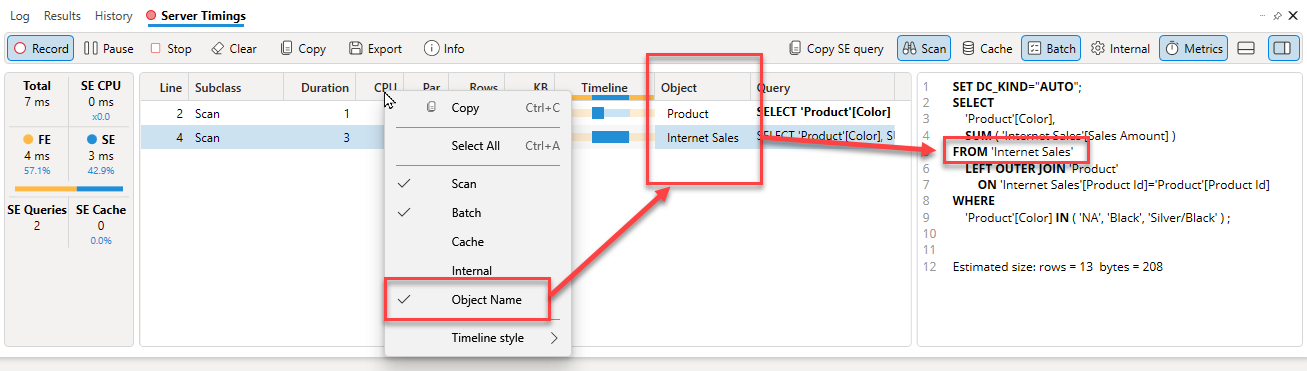 Log Results History Server Timings
Record Pause Stop Clear Copy Export Info Copy SE query Scan Cache Batch Internal Metrics
Total SE CPU
7 ms 0 ms
x0.0
FE SE
4 ms 3 ms
57.1% 42.9%
SE Queries SE Cache
2 0
0.0%
Line Subclass Duration CPU Par. Rows KB Timeline Object Query
2 Scan 1 Product SELECT 'Product'[Color]
4 Scan 3 Internet Sales SELECT 'Product'[Color], S
Copy Ctrl+C
Select All Ctrl+A
Scan
Batch
Cache
Internal
Object Name
Timeline style
1 SET DC_KIND="AUTO";
2 SELECT
3 'Product'[Color],
4 SUM ( 'Internet Sales'[Sales Amount] )
FROM 'Internet Sales'
6 LEFT OUTER JOIN 'Product'
7 ON 'Internet Sales'[Product Id]='Product'[Product Id]
8 WHERE
9 'Product'[Color] IN ( 'NA', 'Black', 'Silver/Black' ) ;
10
11
12 Estimated size: rows = 13 bytes = 208